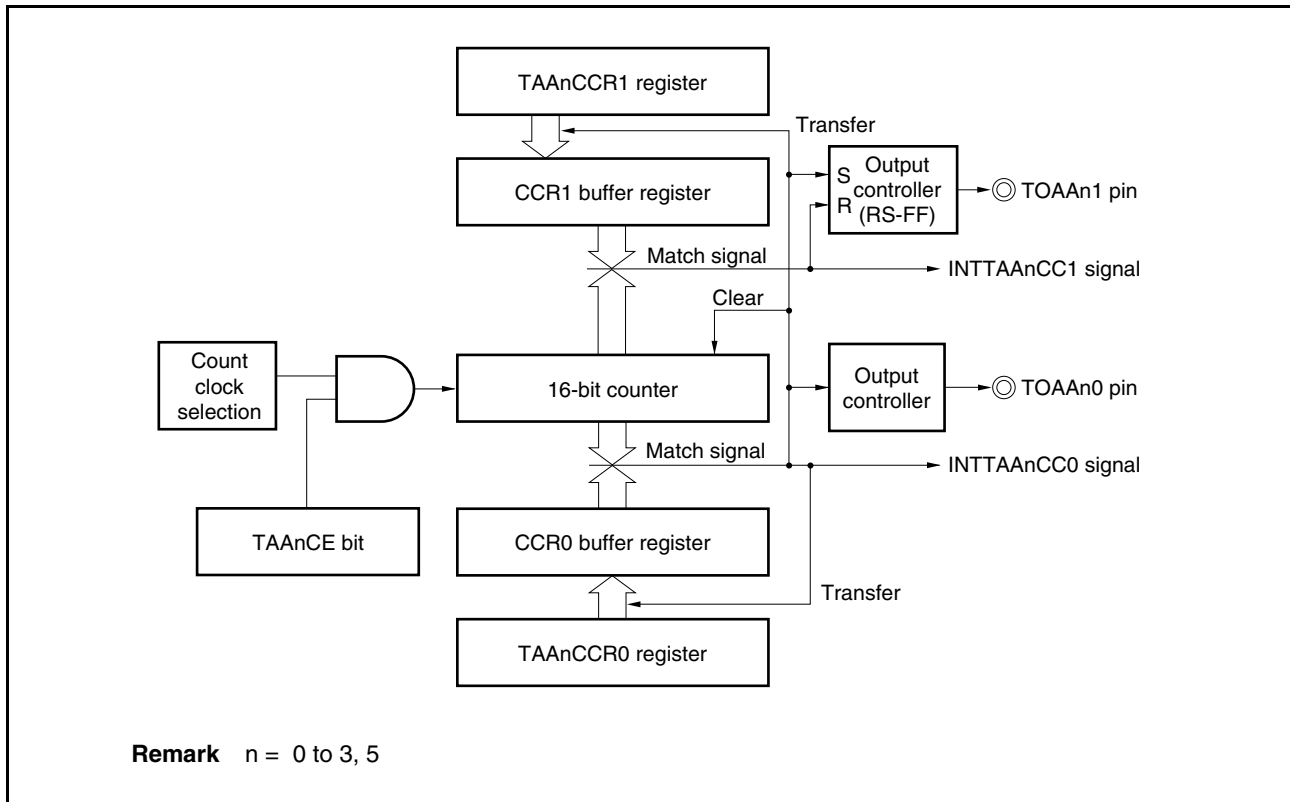 TAAnCCR1 register
Transfer
CCR1 buffer register
S
R
Output
controller
(RS-FF)
TOAAn1 pin
Match signal
INTTAAnCC1 signal
Clear
Count
clock
selection
16-bit counter
Output
controller
TOAAn0 pin
Match signal
INTTAAnCC0 signal
TAAnCE bit
CCR0 buffer register
Transfer
TAAnCCR0 register
Remark n = 0 to 3, 5